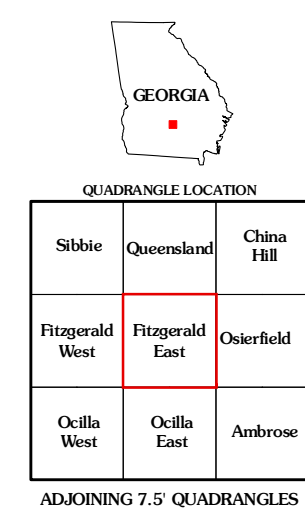 GEORGIA
QUADRANGLE LOCATION
Sibbie
Queensland
China
Hill
Fitzgerald
West
Fitzgerald
East
Osierfield
Ocilla
West
Ocilla
East
Ambrose
ADJOINING 7.5' QUADRANGLES